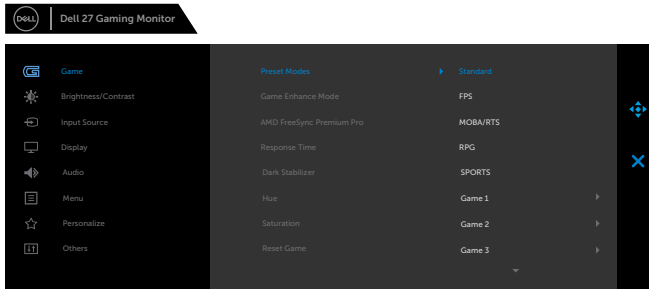 DELL
Dell 27 Gaming Monitor
Game
Preset Modes
Standard
Brightness/Contrast
Game Enhance Mode
FPS
Input Source
AMD FreeSync Premium Pro
MOBA/RTS
Display
Response Time
RPG
Audio
Dark Stabilizer
SPORTS
Menu
Hue
Game 1
Personalize
Saturation
Game 2
Others
Reset Game
Game 3